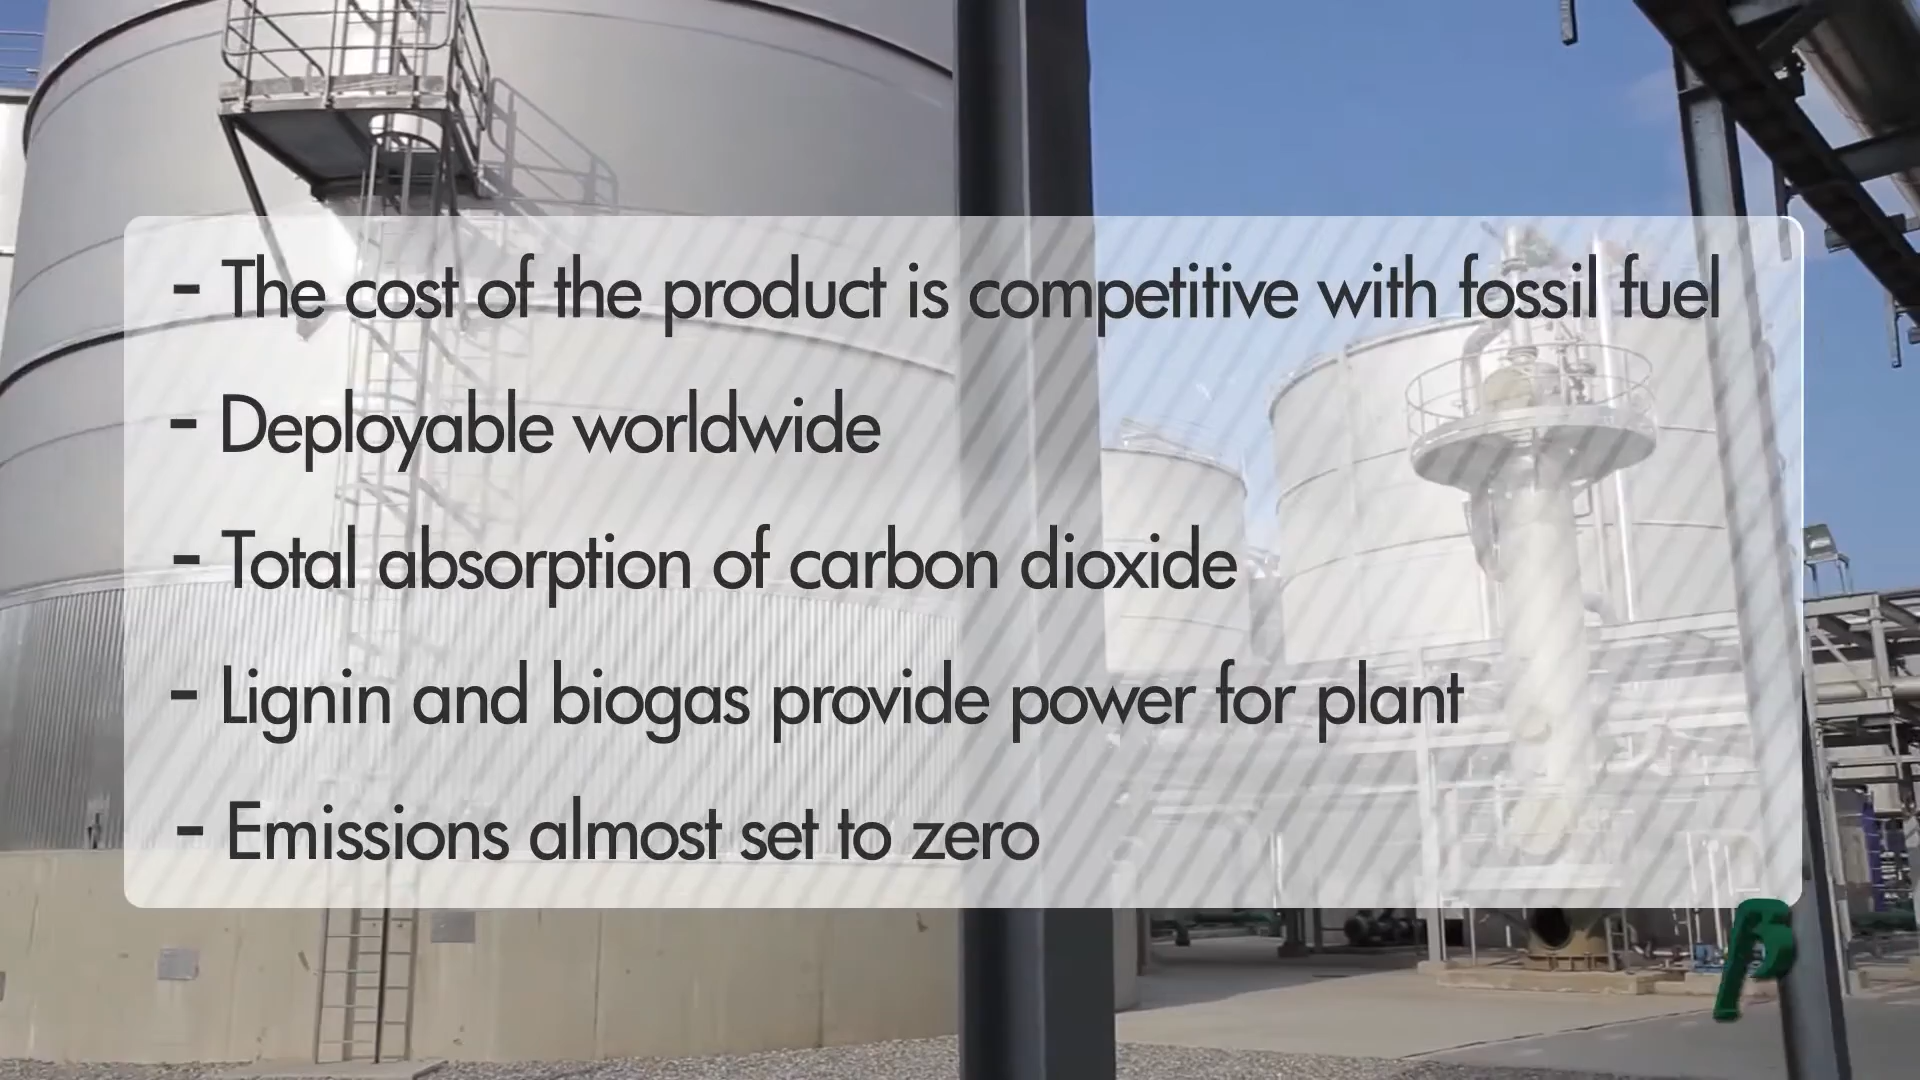 - The cost of the product is competitive with fossil fuel
- Deployable worldwide
- Total absorption of carbon dioxide
- Lignin and biogas provide power for plant
- Emissions almost set to zero
β